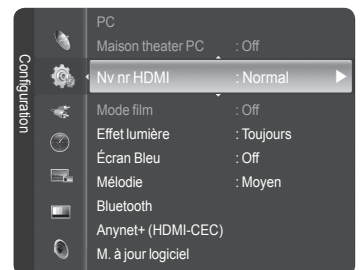 Configuration
PC
Maison theater PC : Off
Nv nr HDMI : Normal
Mode film : Off
Effet lumière : Toujours
Écran Bleu : Off
Mélodie : Moyen
Bluetooth
Anynet+ (HDMI-CEC)
M. à jour logiciel